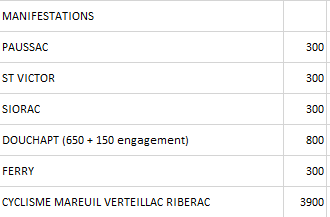 MANIFESTATIONS
PAUSSAC 300
ST VICTOR 300
SIORAC 300
DOUCHAPT (650 + 150 engagement) 800
FERRY 300
CYCLISME MAREUIL VERTEILLAC RIBERAC 3900